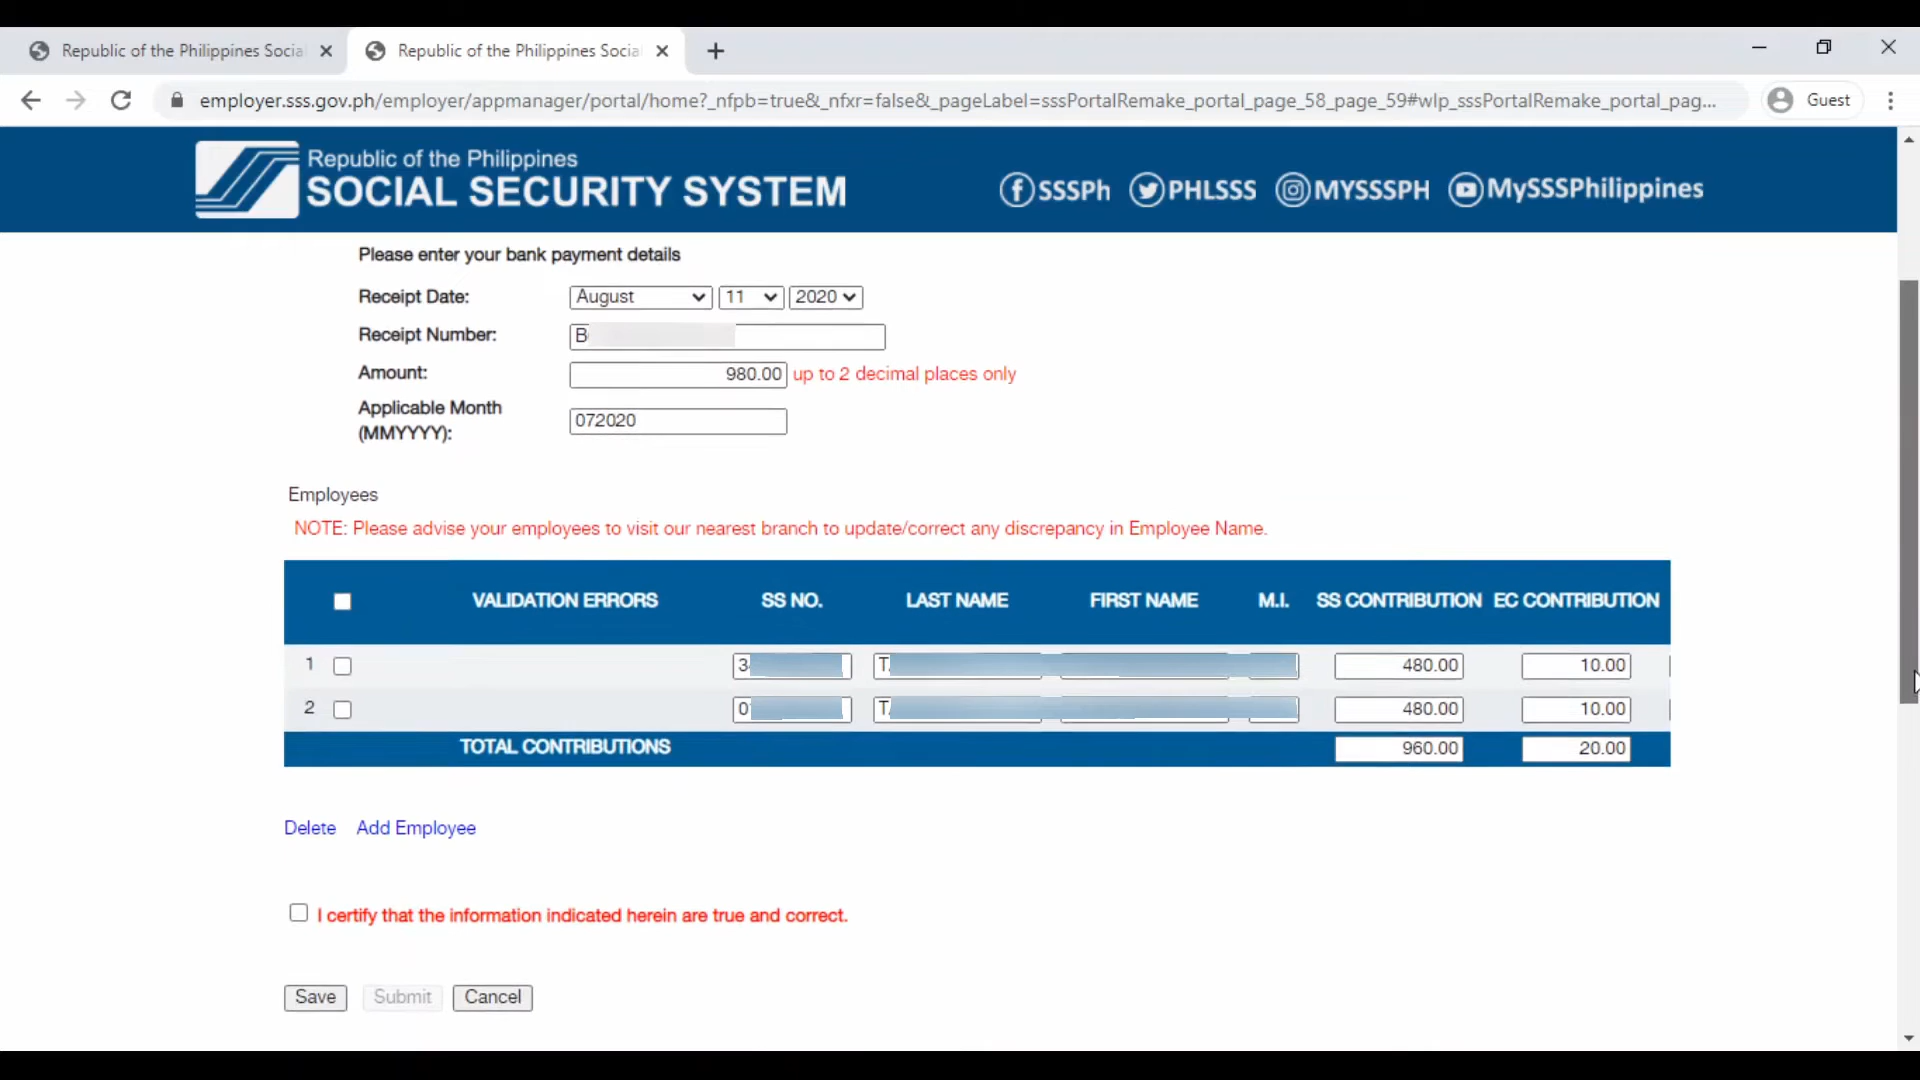 Republic of the Philippines Socia
Republic of the Philippines Socia
employer.sss.gov.ph/employer/appmanager/portal/home?_nfpb=true&_nfxr=false&_pageLabel=sssPortalRemake_portal_page_58_page_59#wlp_sssPortalRemake_portal_pag... Guest
Republic of the Philippines
SOCIAL SECURITY SYSTEM
SSSPh PHLSSS MYSSSPH MySSSPhilippines
Please enter your bank payment details
Receipt Date: August 11 2020
Receipt Number: B
Amount: 980.00 up to 2 decimal places only
Applicable Month
(MMYYYY): 072020
Employees
NOTE: Please advise your employees to visit our nearest branch to update/correct any discrepancy in Employee Name.
VALIDATION ERRORS SS NO. LAST NAME FIRST NAME M.I. SS CONTRIBUTION EC CONTRIBUTION
1 3 T 480.00 10.00
2 0 T 480.00 10.00
TOTAL CONTRIBUTIONS 960.00 20.00
Delete Add Employee
I certify that the information indicated herein are true and correct.
Save Submit Cancel